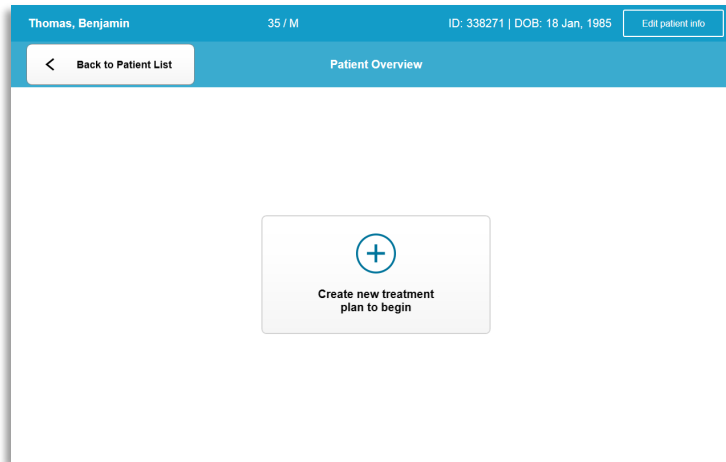 Thomas, Benjamin 35 / M ID: 338271 | DOB: 18 Jan, 1985 Edit patient info
Back to Patient List Patient Overview
Create new treatment
plan to begin